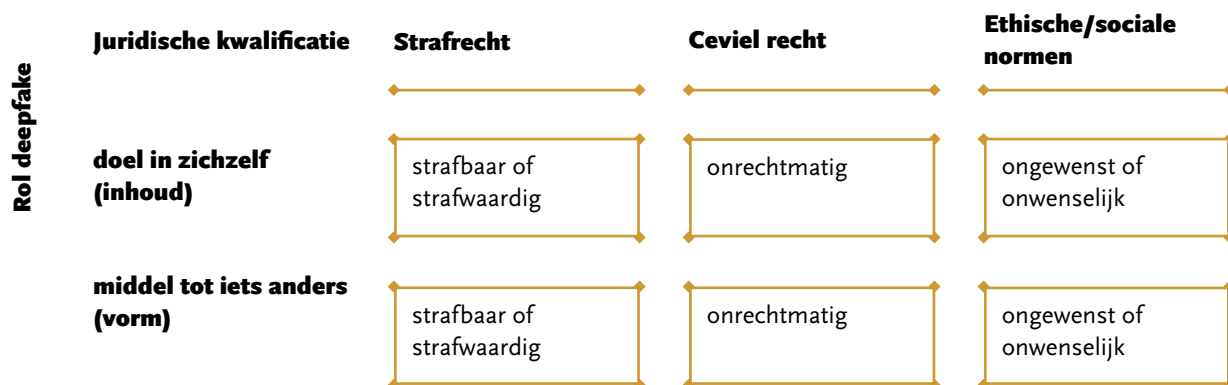 Rol deepfake
Juridische kwalificatie
Strafrecht
Ceviel recht
Ethische/sociale
normen
doel in zichzelf
(inhoud)
strafbaar of
strafwaardig
onrechtmatig
ongewenst of
onwenselijk
middel tot iets anders
(vorm)
strafbaar of
strafwaardig
onrechtmatig
ongewenst of
onwenselijk